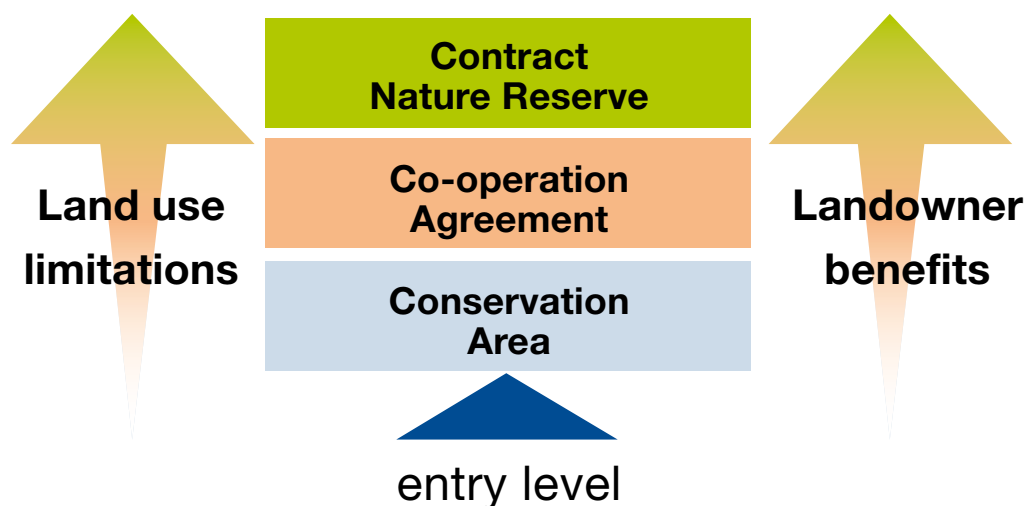 Contract
Nature Reserve
Co-operation
Agreement
Conservation
Area
Land use
limitations
Landowner
benefits
entry level